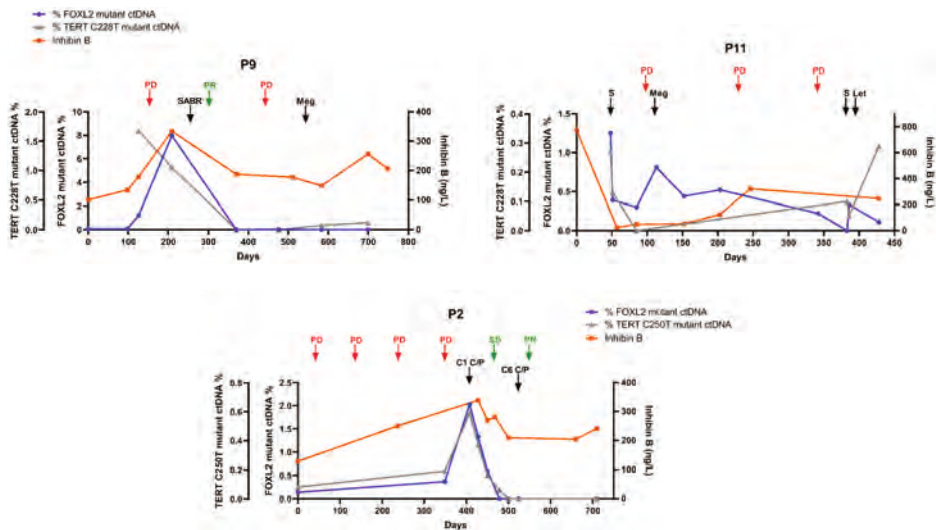 % FOXL2 mutant ctDNA
% TERT C228T mutant ctDNA
Inhibin B
P9
PD PR PD
SABR Meg
TERT C228T mutant ctDNA %
2.0
1.5
1.0
0.5
0.0
FOXL2 mutant ctDNA %
10
8
6
4
2
0
Inhibin B (ng/L)
400
300
200
100
0
0 100 200 300 400 500 600 700 800
Days
P11
PD PD PD
S Meg S Let
TERT C228T mutant ctDNA %
0.4
0.3
0.2
0.1
0.0
FOXL2 mutant ctDNA %
1.5
1.0
0.5
0.0
Inhibin B (ng/L)
800
600
400
200
0
0 50 100 150 200 250 300 350 400 450
Days
P2
% FOXL2 mutant ctDNA
% TERT C250T mutant ctDNA
Inhibin B
PD PD PD PD SD PR
C1 C/P C6 C/P
TERT C250T mutant ctDNA %
0.8
0.6
0.4
0.2
0.0
FOXL2 mutant ctDNA %
2.5
2.0
1.5
1.0
0.5
0.0
Inhibin B (ng/L)
400
300
200
100
0
0 100 200 300 400 500 600 700
Days